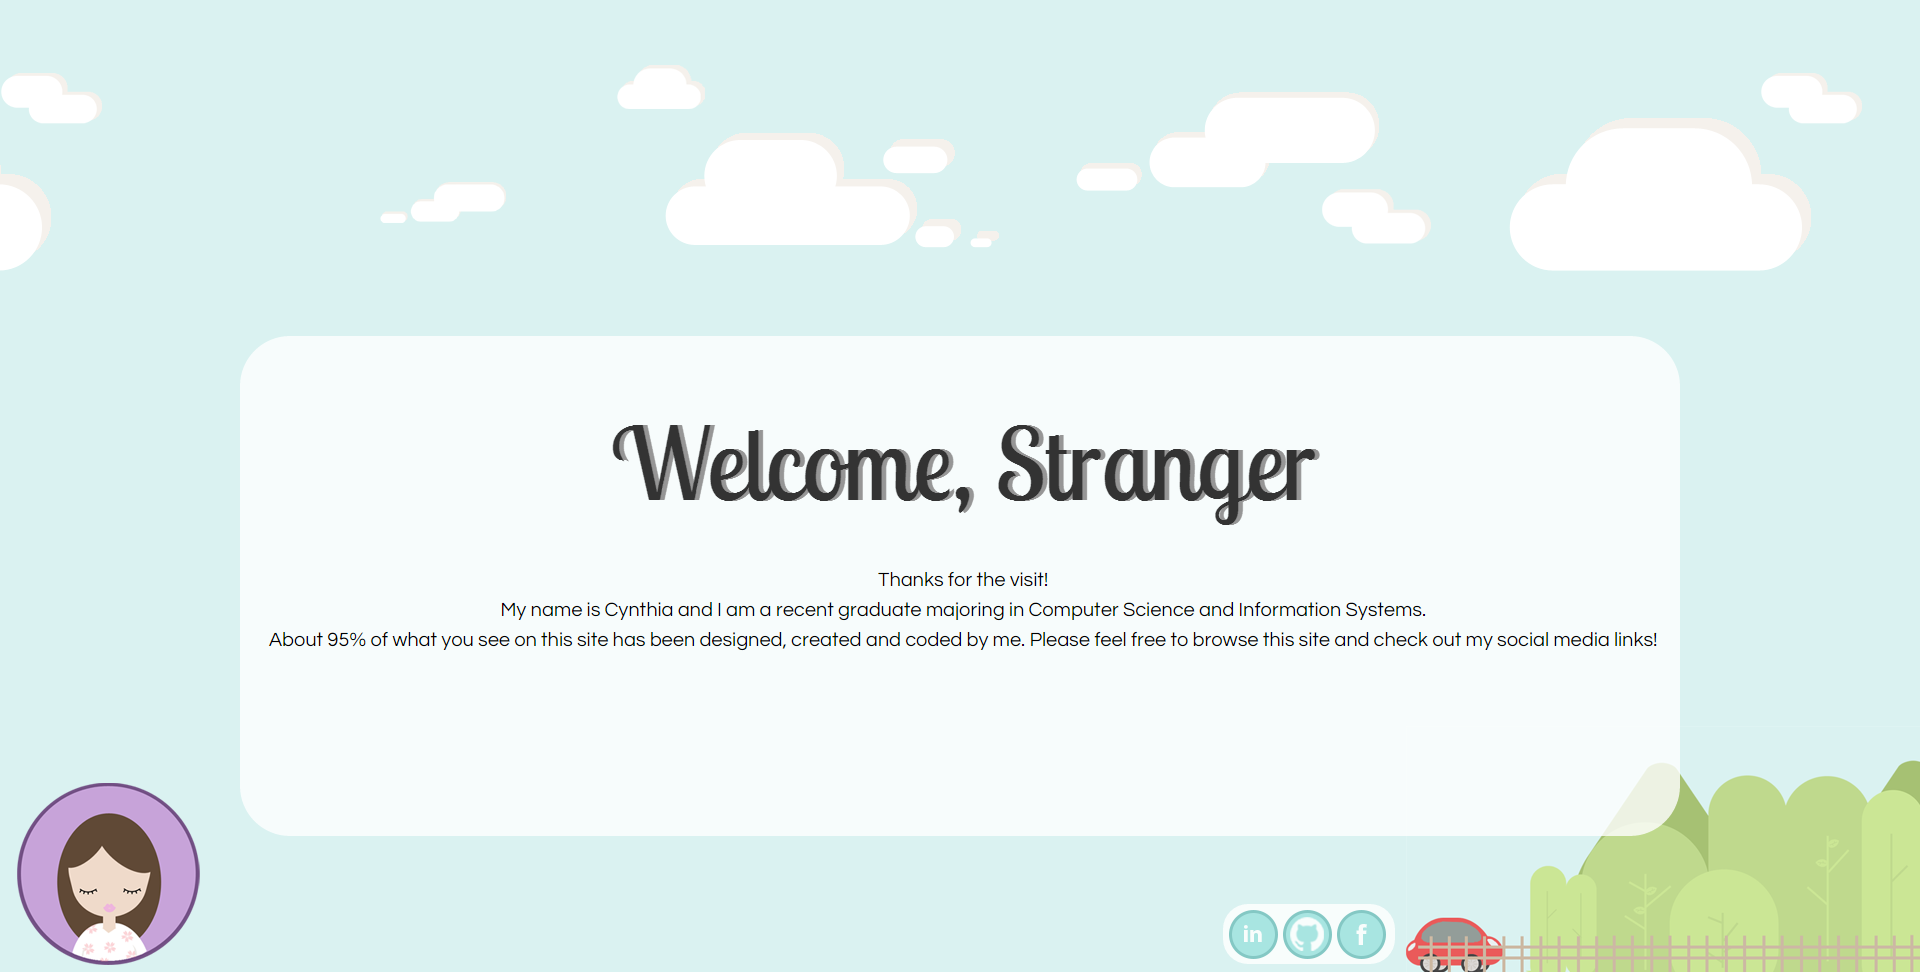 Welcome, Stranger
Thanks for the visit!
My name is Cynthia and I am a recent graduate majoring in Computer Science and Information Systems.
About 95% of what you see on this site has been designed, created and coded by me. Please feel free to browse this site and check out my social media links!
in
f